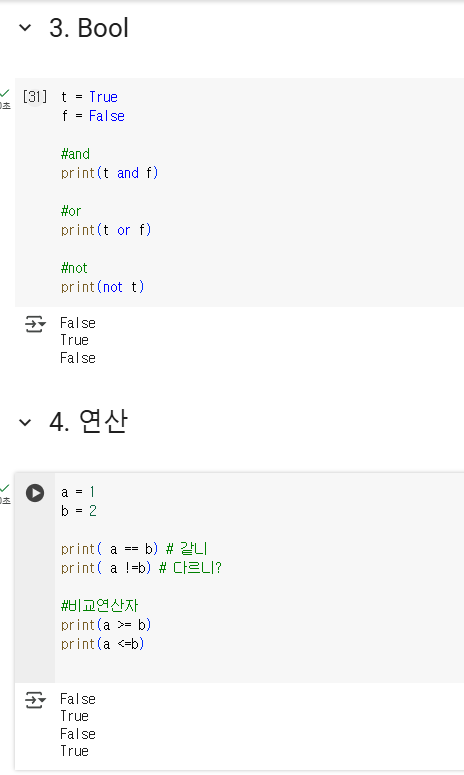 3. Bool
[31] t = True
f = False
#and
print(t and f)
#or
print(t or f)
#not
print(not t)
False
True
False
4. 연산
a = 1
b = 2
print( a == b) # 같니
print( a !=b) # 다르니?
#비교연산자
print(a >= b)
print(a <=b)
False
True
False
True